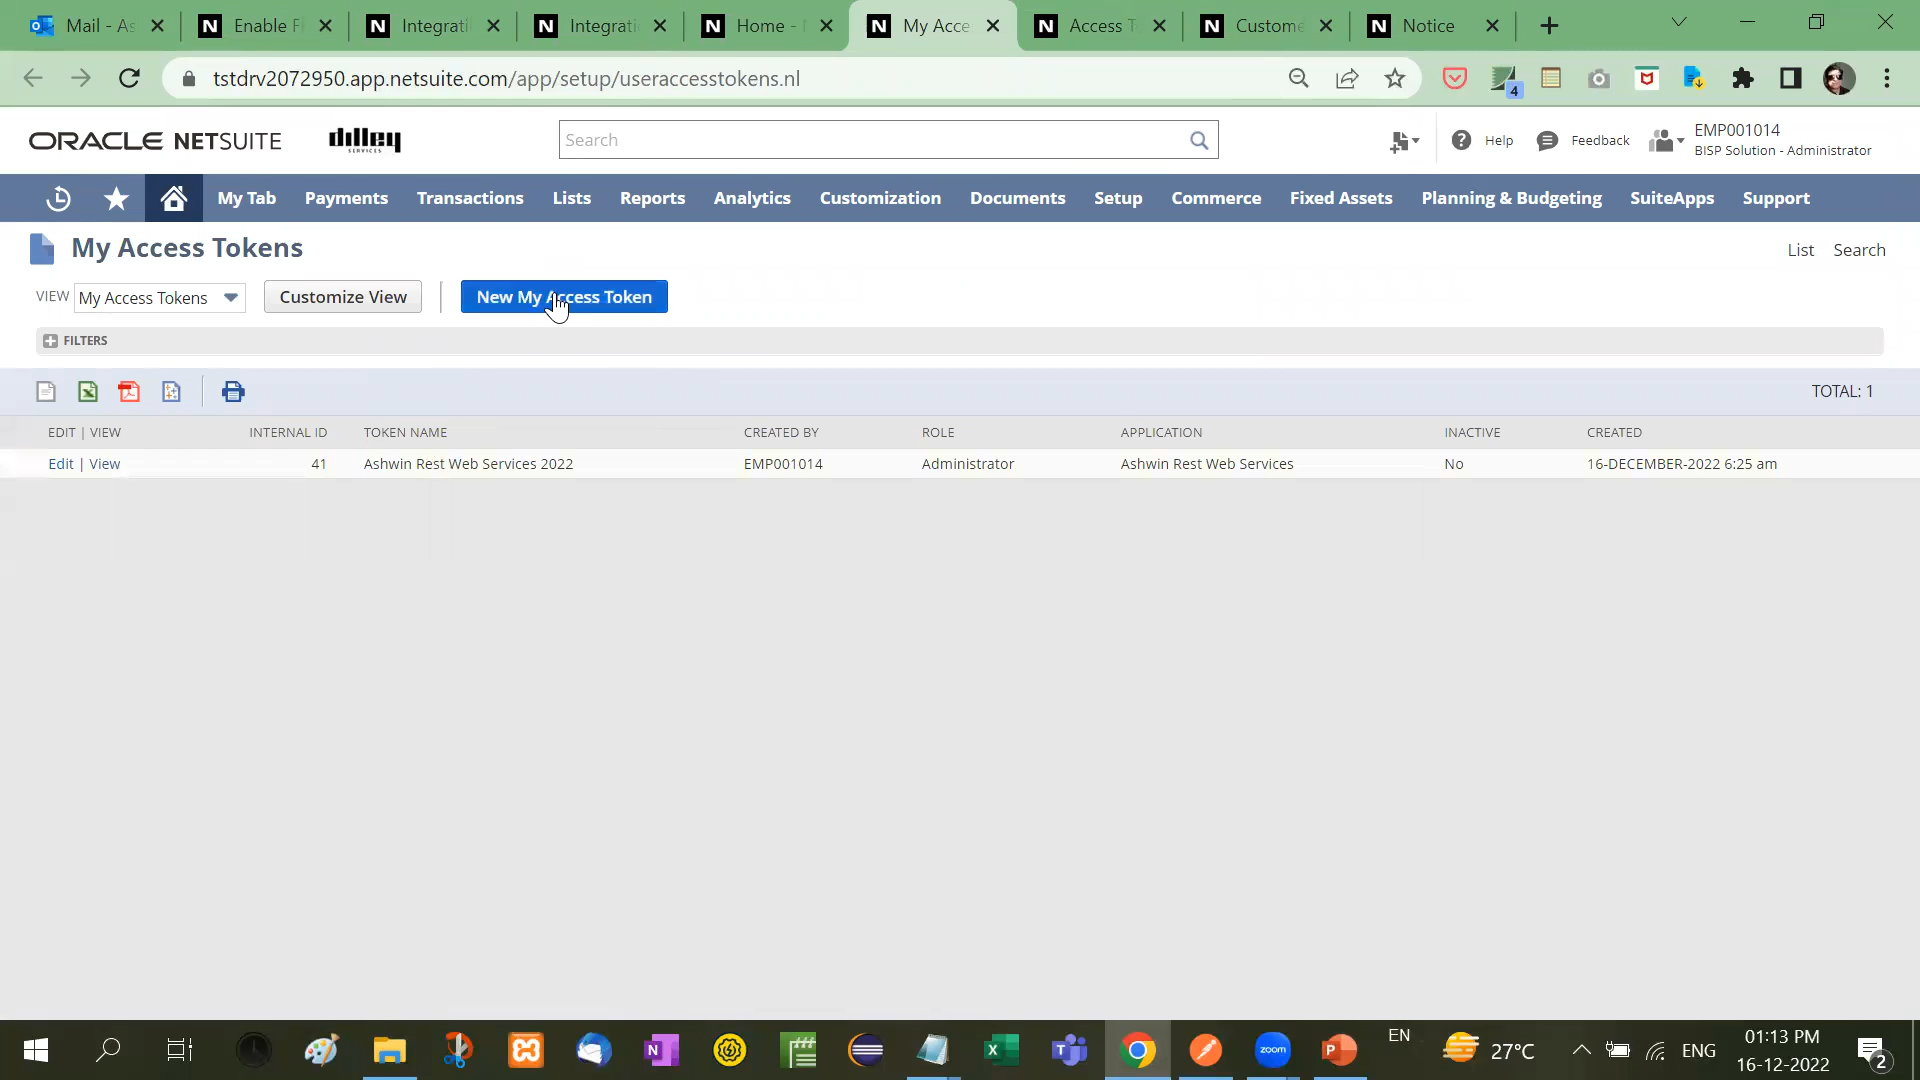 Mail - As
Enable F
Integrati
Integrati
Home -
My Acce
Access T
Custome
Notice
tstdrv2072950.app.netsuite.com/app/setup/useraccesstokens.nl
4
ORACLE NETSUITE
dilley
SERVICES
Search
Help
Feedback
EMP001014
BISP Solution - Administrator
My Tab
Payments
Transactions
Lists
Reports
Analytics
Customization
Documents
Setup
Commerce
Fixed Assets
Planning & Budgeting
SuiteApps
Support
My Access Tokens
List
Search
VIEW
My Access Tokens
Customize View
New My Access Token
FILTERS
TOTAL: 1
EDIT | VIEW
INTERNAL ID
TOKEN NAME
CREATED BY
ROLE
APPLICATION
INACTIVE
CREATED
Edit | View
41
Ashwin Rest Web Services 2022
EMP001014
Administrator
Ashwin Rest Web Services
No
16-DECEMBER-2022 6:25 am
zoom
EN
27°C
ENG
01:13 PM
16-12-2022
2